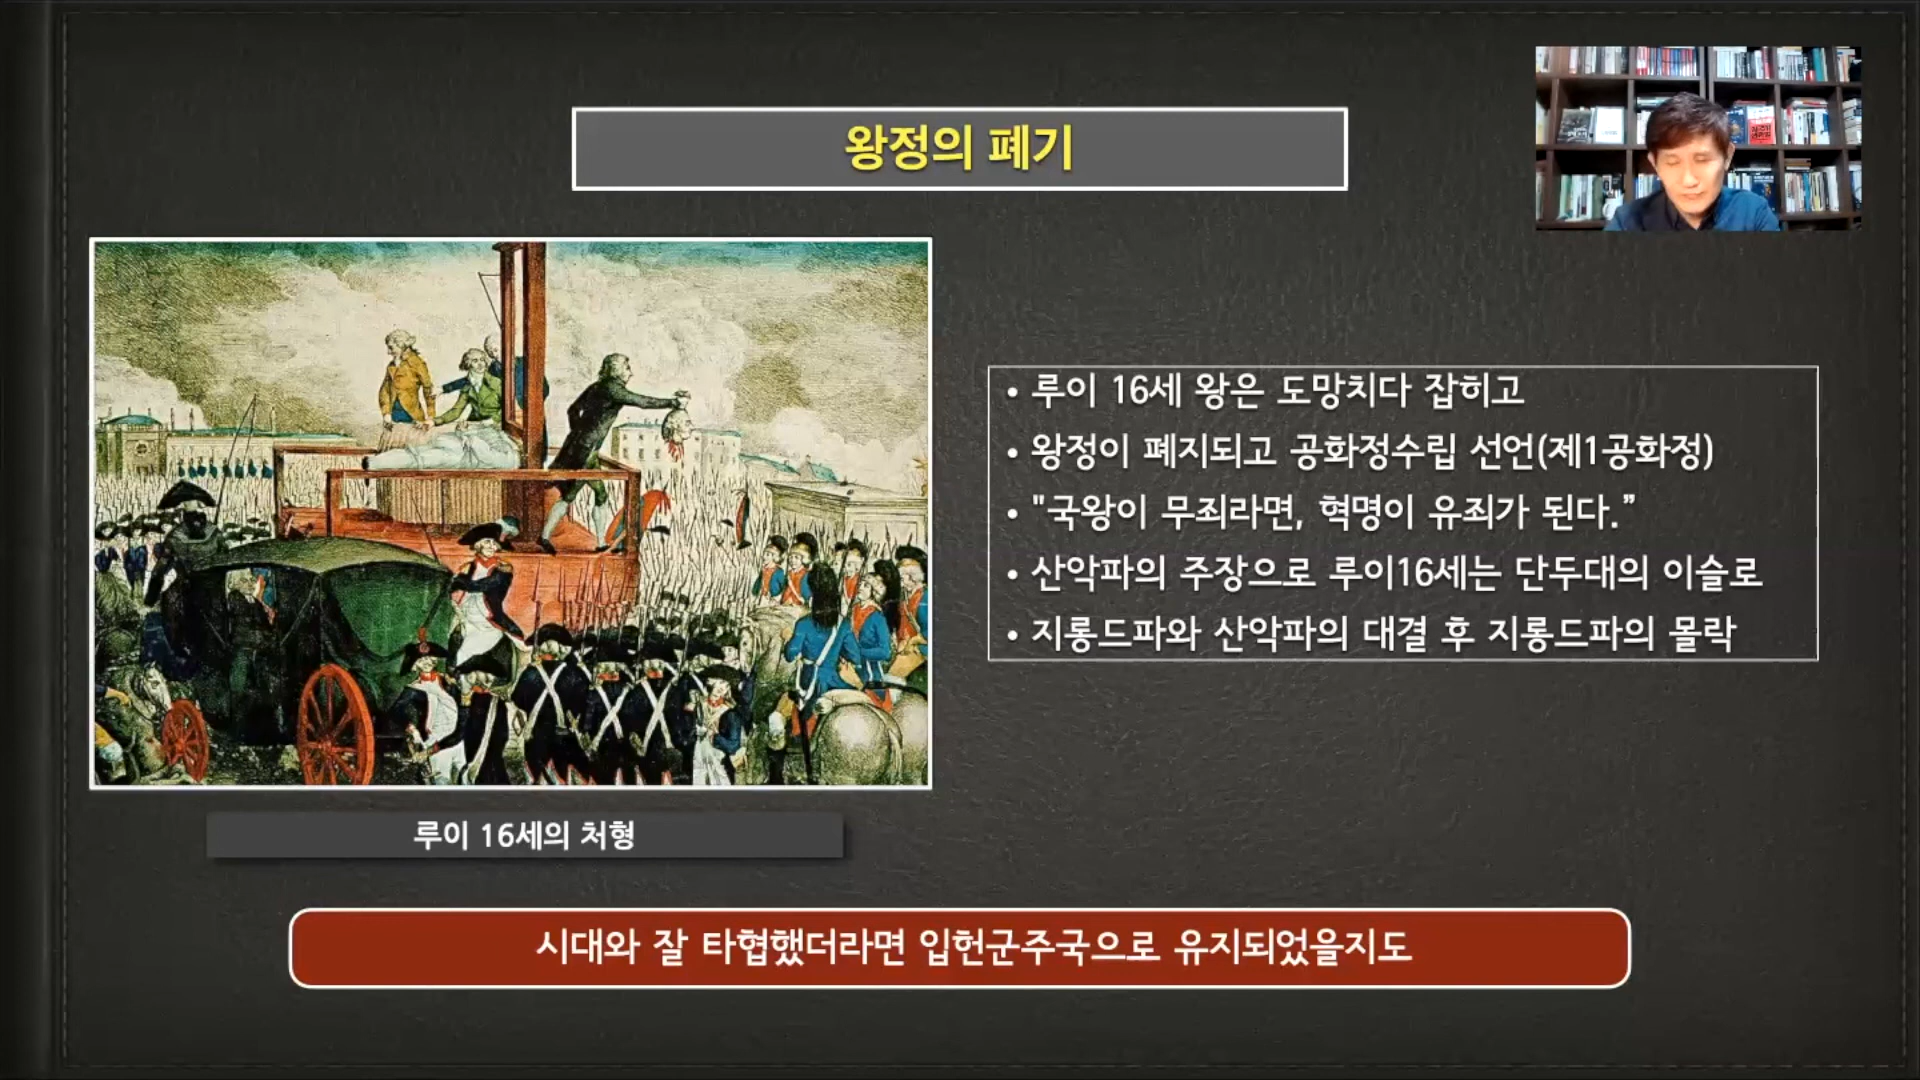 왕정의 폐기
• 루이 16세 왕은 도망치다 잡히고
• 왕정이 폐지되고 공화정수립 선언(제1공화정)
• "국왕이 무죄라면, 혁명이 유죄가 된다.”
• 산악파의 주장으로 루이16세는 단두대의 이슬로
• 지롱드파와 산악파의 대결 후 지롱드파의 몰락
루이 16세의 처형
시대와 잘 타협했더라면 입헌군주국으로 유지되었을지도